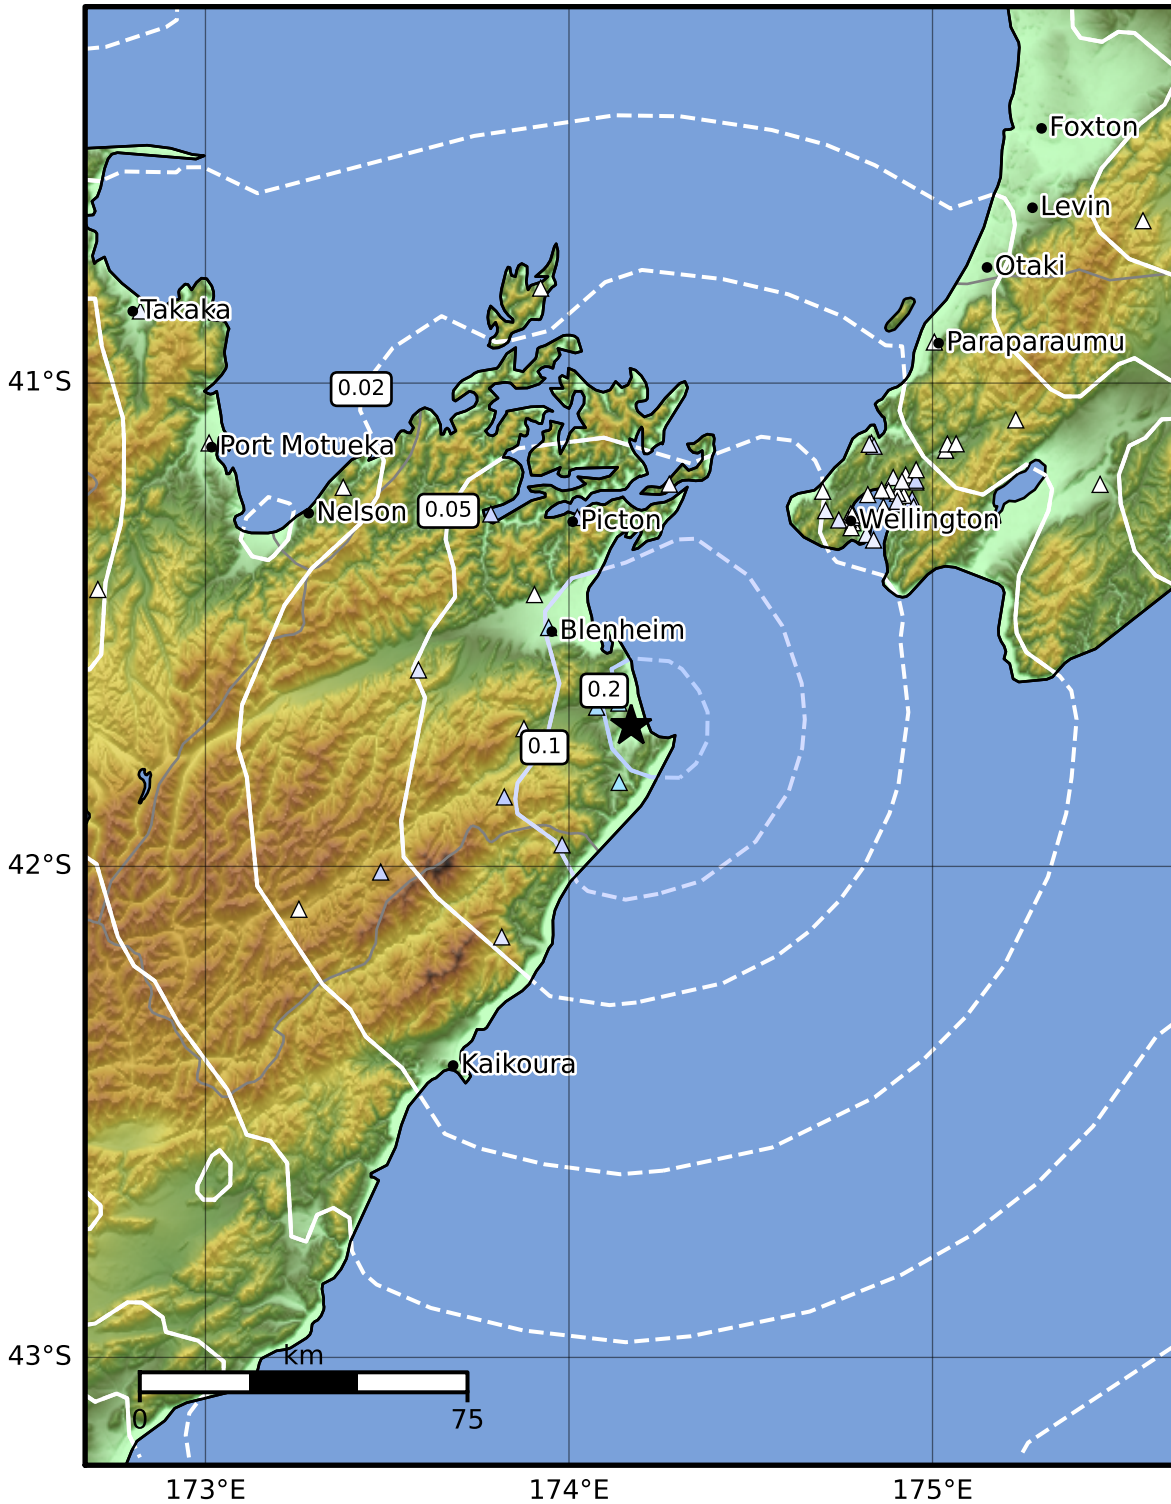 Foxton
Levin
Otaki
Takaka
Paraparaumu
41°S
0.02
Port Motueka
0.05
Nelson
Picton
Wellington
Blenheim
0.2
0.1
42°S
Kaikoura
43°S
km
0
75
173°E
174°E
175°E